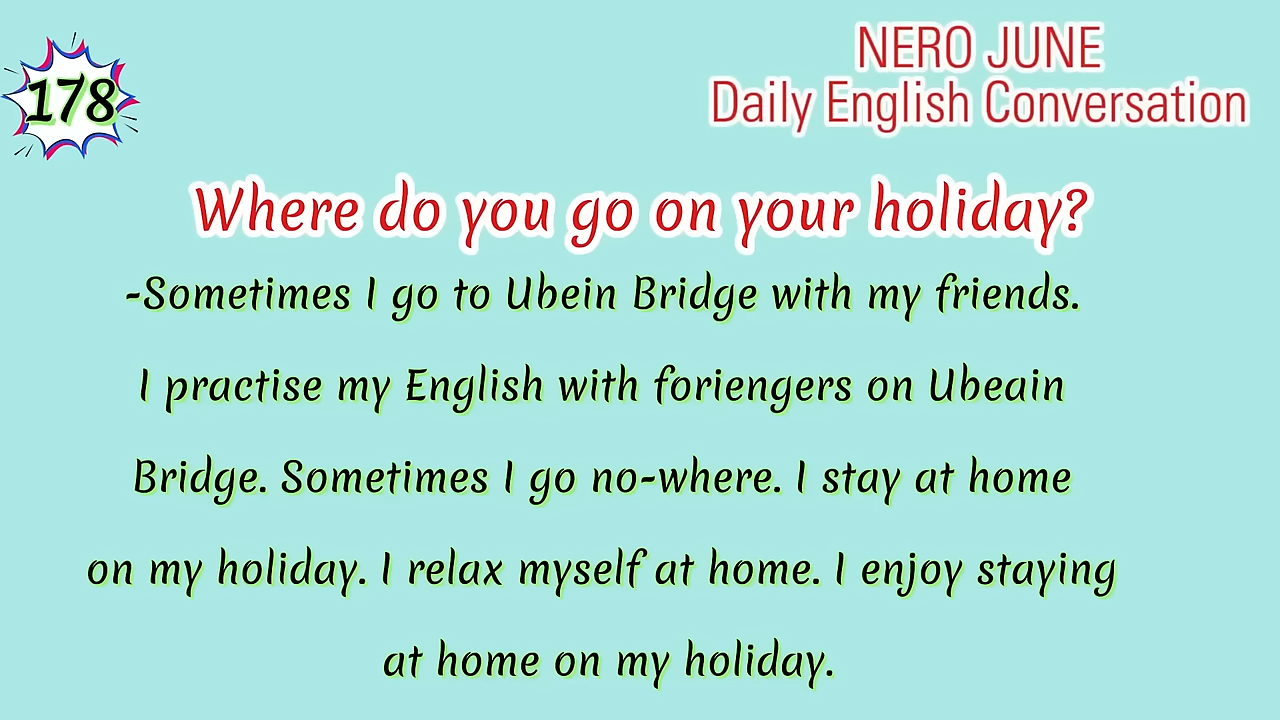 178
NERO JUNE
Daily English Conversation
Where do you go on your holiday?
-Sometimes I go to Ubein Bridge with my friends.
I practise my English with foriengers on Ubeain
Bridge. Sometimes I go no-where. I stay at home
on my holiday. I relax myself at home. I enjoy staying
at home on my holiday.